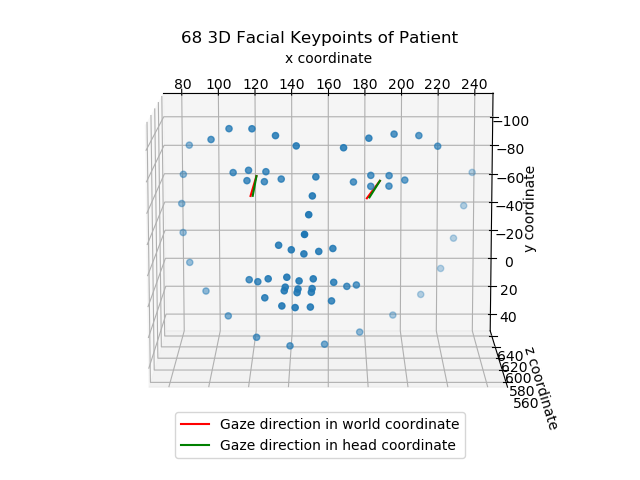 68 3D Facial Keypoints of Patient
x coordinate
80 100 120 140 160 180 200 220 240
−100
−80
−60
−40
−20
0
20
40
y coordinate
640
620
600
580
560
z coordinate
Gaze direction in world coordinate
Gaze direction in head coordinate